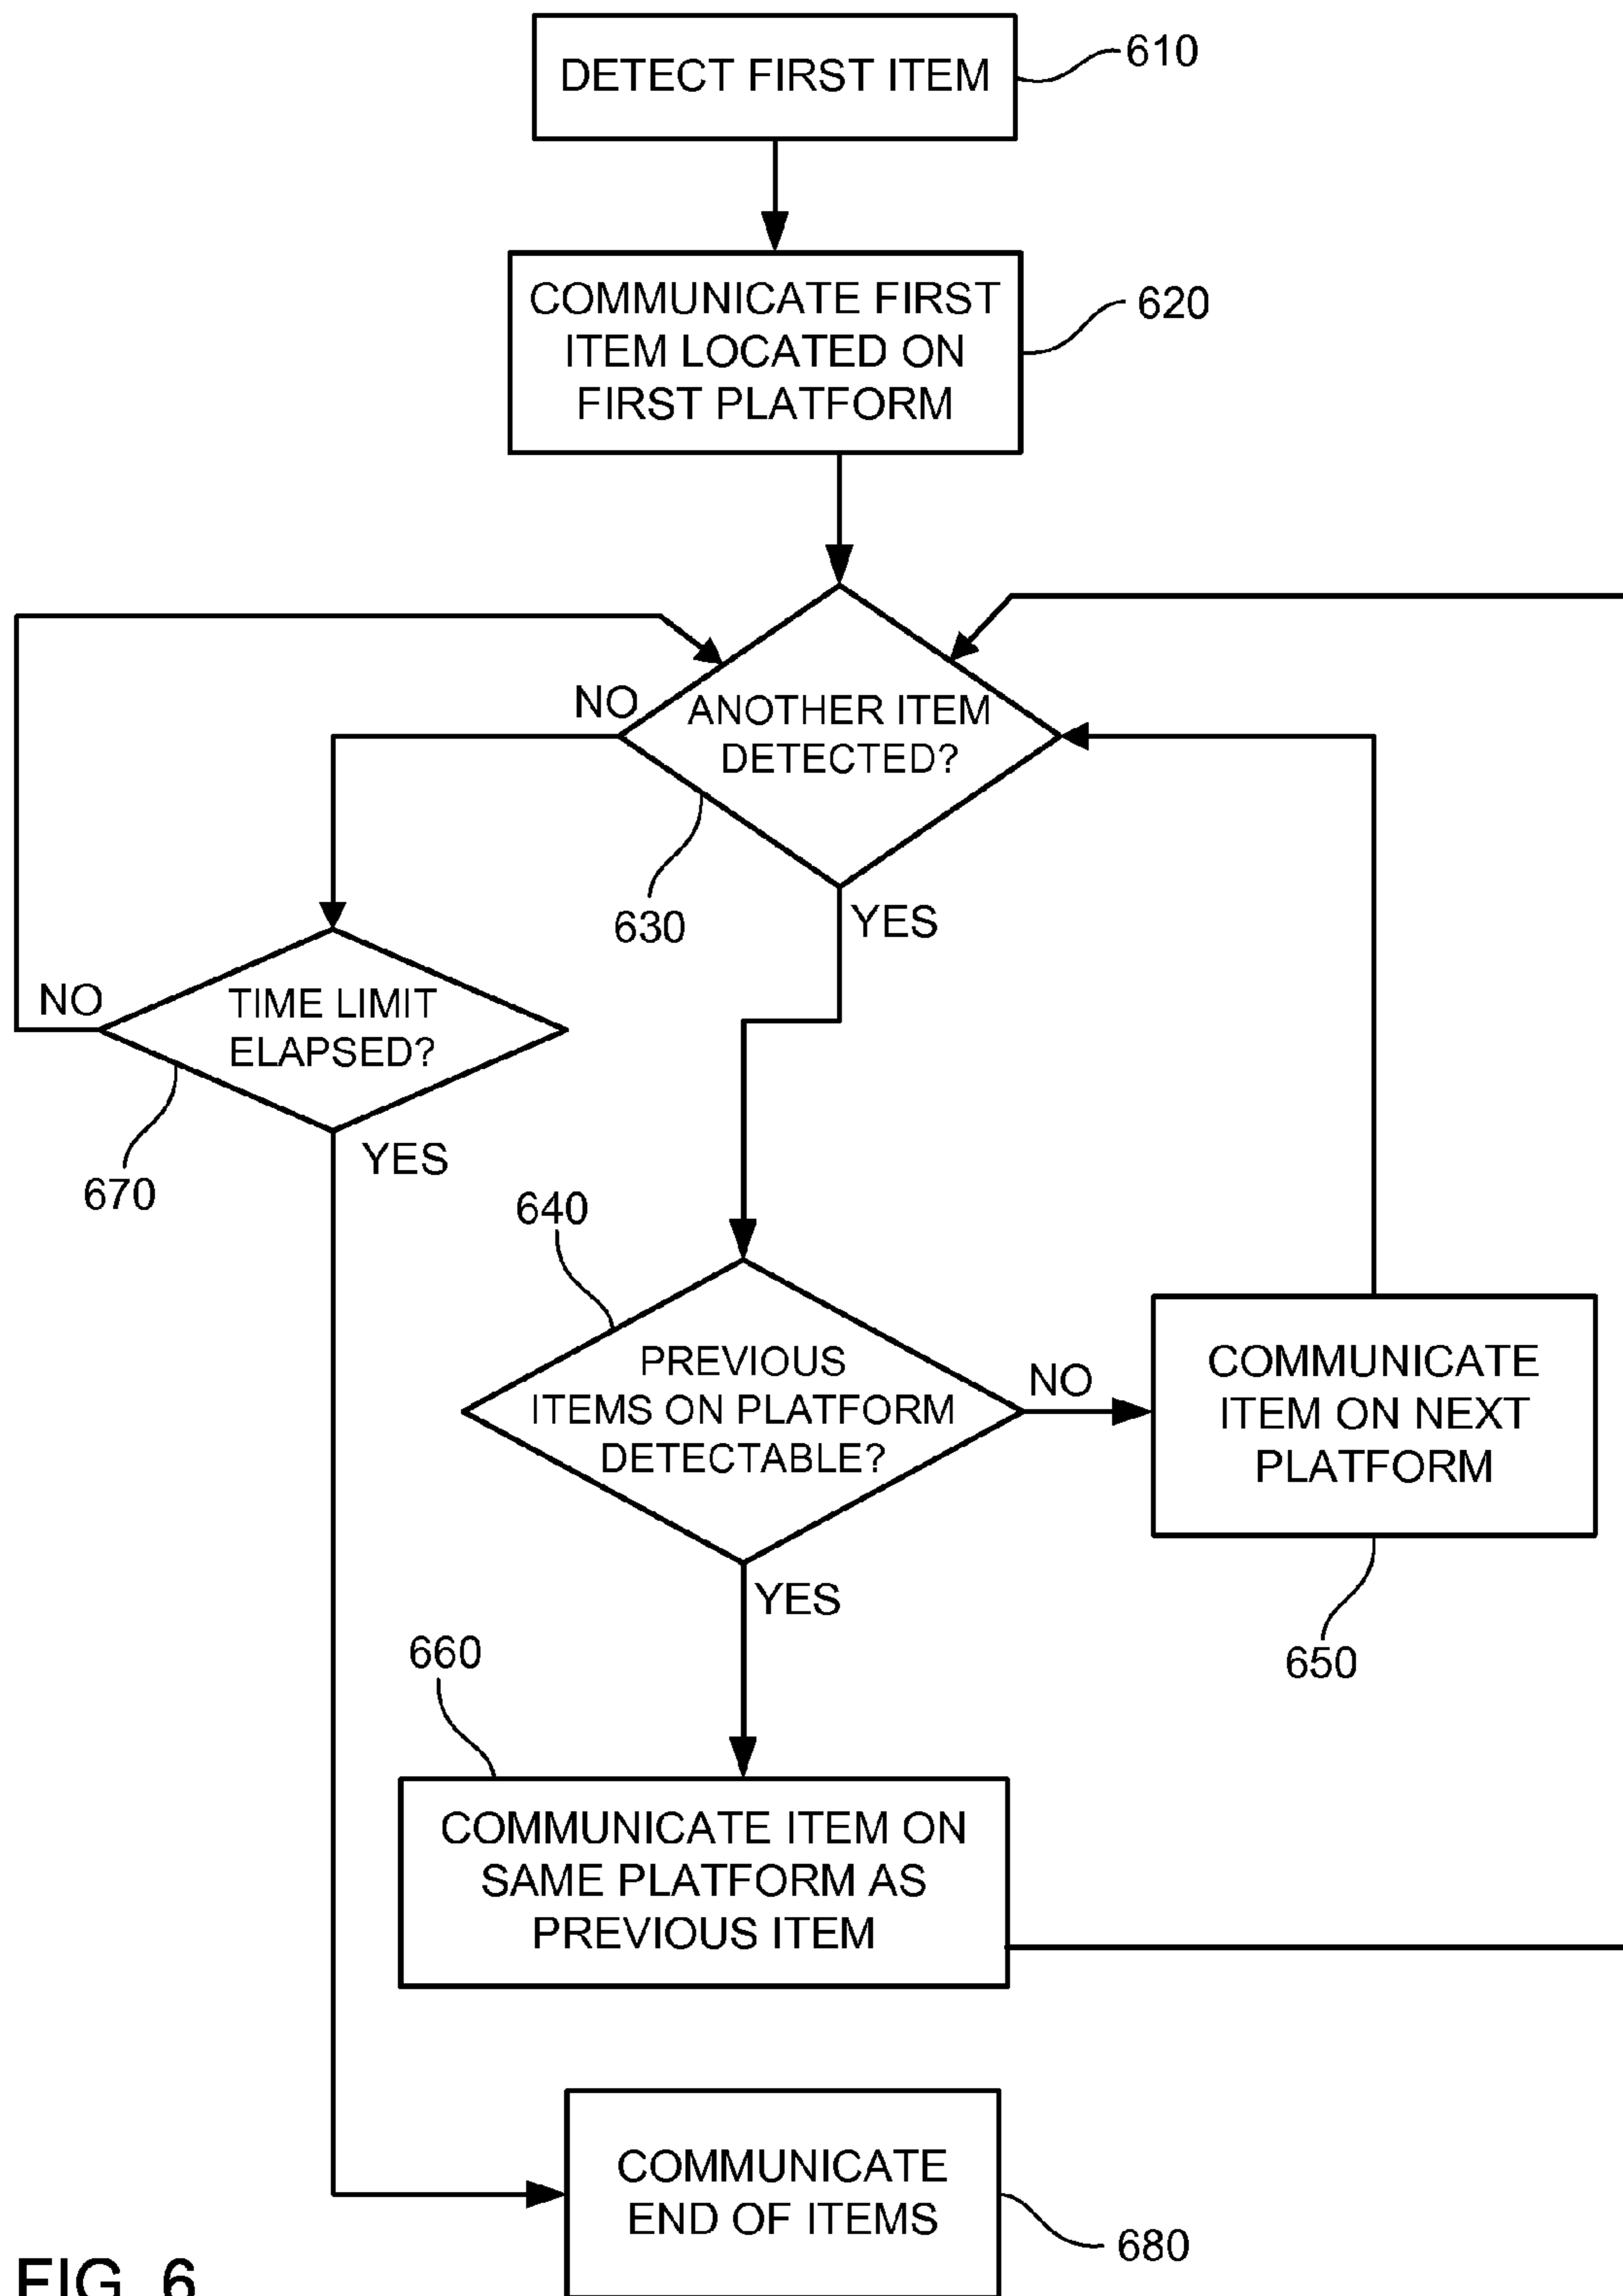 DETECT FIRST ITEM
610
COMMUNICATE FIRST
ITEM LOCATED ON
FIRST PLATFORM
620
NO
ANOTHER ITEM
DETECTED?
630
YES
NO
TIME LIMIT
ELAPSED?
670
YES
640
PREVIOUS
ITEMS ON PLATFORM
DETECTABLE?
NO
COMMUNICATE
ITEM ON NEXT
PLATFORM
650
YES
660
COMMUNICATE ITEM ON
SAME PLATFORM AS
PREVIOUS ITEM
COMMUNICATE
END OF ITEMS
680
FIG. 6